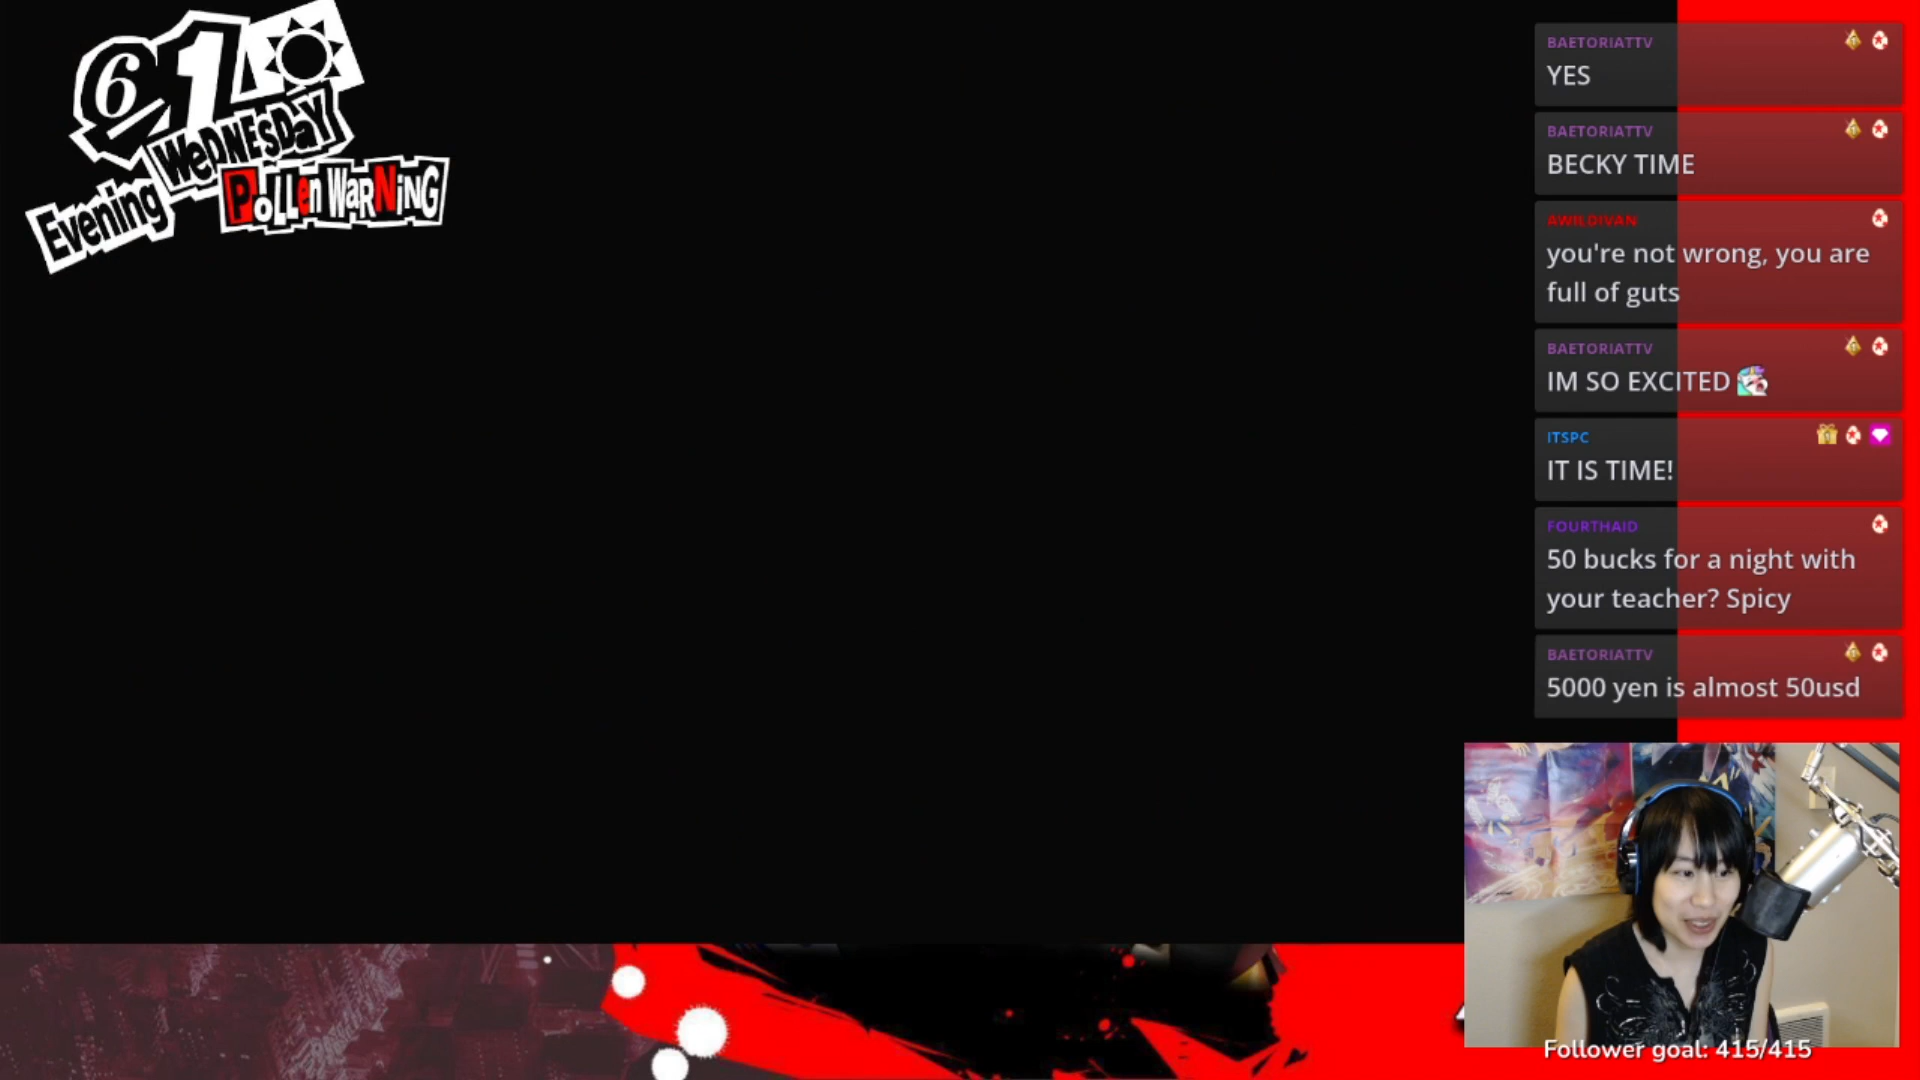 6/1
WeDNESDaY
Evening
PoLLen WaRNiNG
BAETORIATTV
YES
BAETORIATTV
BECKY TIME
AWILDIVAN
you're not wrong, you are
full of guts
BAETORIATTV
IM SO EXCITED
ITSPC
IT IS TIME!
FOURTHAID
50 bucks for a night with
your teacher? Spicy
BAETORIATTV
5000 yen is almost 50usd
Follower goal: 415/415